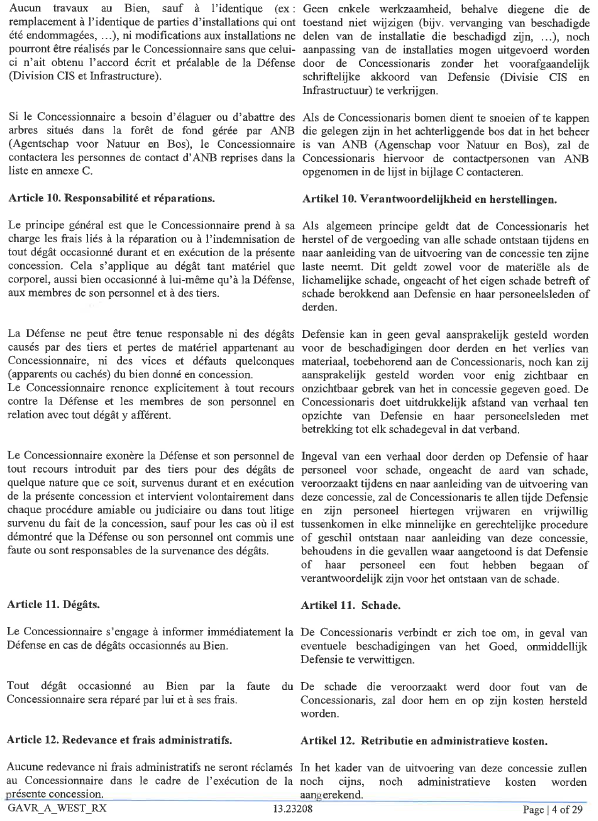 Aucun travaux au Bien, sauf à l'identique (ex :
remplacement à l'identique de parties d'installations qui ont
été endommagées, …), ni modifications aux installations ne
pourront être réalisés par le Concessionnaire sans que celui-
ci n'ait obtenu l'accord écrit et préalable de la Défense
(Division CIS et Infrastructure).
Si le Concessionnaire a besoin d'élaguer ou d'abattre des
arbres situés dans la forêt de fond gérée par ANB
(Agentschap voor Natuur en Bos), le Concessionnaire
contactera les personnes de contact d'ANB reprises dans la
liste en annexe C.
Article 10. Responsabilité et réparations.
Le principe général est que le Concessionnaire prend à sa
charge les frais liés à la réparation ou à l'indemnisation de
tout dégât occasionné durant et en exécution de la présente
concession. Cela s'applique au dégât tant matériel que
corporel, aussi bien occasionné à lui-même qu'à la Défense,
aux membres de son personnel et à des tiers.
La Défense ne peut être tenue responsable ni des dégâts
causés par des tiers et pertes de matériel appartenant au
Concessionnaire, ni des vices et défauts quelconques
(apparents ou cachés) du bien donné en concession.
Le Concessionnaire renonce explicitement à tout recours
contre la Défense et les membres de son personnel en
relation avec tout dégât y afférent.
Le Concessionnaire exonère la Défense et son personnel de
tout recours introduit par des tiers pour des dégâts de
quelque nature que ce soit, survenus durant et en exécution
de la présente concession et intervient volontairement dans
chaque procédure amiable ou judiciaire ou dans tout litige
survenu du fait de la concession, sauf pour les cas où il est
démontré que la Défense ou son personnel ont commis une
faute ou sont responsables de la survenance des dégâts.
Article 11. Dégâts.
Le Concessionnaire s'engage à informer immédiatement la
Défense en cas de dégâts occasionnés au Bien.
Tout dégât occasionné au Bien par la faute du
Concessionnaire sera réparé par lui et à ses frais.
Article 12. Redevance et frais administratifs.
Aucune redevance ni frais administratifs ne seront réclamés
au Concessionnaire dans le cadre de l'exécution de la
présente concession.
Geen enkele werkzaamheid, behalve diegene die de
toestand niet wijzigen (bijv. vervanging van beschadigde
delen van de installatie die beschadigd zijn, …), noch
aanpassing van de installaties mogen uitgevoerd worden
door de Concessionaris zonder het voorafgaandelijk
schriftelijke akkoord van Defensie (Divisie CIS en
Infrastructuur) te verkrijgen.
Als de Concessionaris bomen dient te snoeien of te kappen
die gelegen zijn in het achterliggende bos dat in het beheer
is van ANB (Agenschap voor Natuur en Bos), zal de
Concessionaris hiervoor de contactpersonen van ANB
opgenomen in de lijst in bijlage C contacteren.
Artikel 10. Verantwoordelijkheid en herstellingen.
Als algemeen principe geldt dat de Concessionaris het
herstel of de vergoeding van alle schade ontstaan tijdens en
naar aanleiding van de uitvoering van de concessie ten zijne
laste neemt. Dit geldt zowel voor de materiële als de
lichamelijke schade, ongeacht of het eigen schade betreft of
schade berokkend aan Defensie en haar personeelsleden of
derden.
Defensie kan in geen geval aansprakelijk gesteld worden
voor de beschadigingen door derden en het verlies van
materiaal, toebehorend aan de Concessionaris, noch kan zij
aansprakelijk gesteld worden voor enig zichtbaar en
onzichtbaar gebrek van het in concessie gegeven goed. De
Concessionaris doet uitdrukkelijk afstand van verhaal ten
opzichte van Defensie en haar personeelsleden met
betrekking tot elk schadegeval in dat verband.
Ingeval van een verhaal door derden op Defensie of haar
personeel voor schade, ongeacht de aard van schade,
veroorzaakt tijdens en naar aanleiding van de uitvoering van
deze concessie, zal de Concessionaris te allen tijde Defensie
en zijn personeel hiertegen vrijwaren en vrijwillig
tussenkomen in elke minnelijke en gerechtelijke procedure
of geschil ontstaan naar aanleiding van deze concessie,
behoudens in die gevallen waar aangetoond is dat Defensie
of haar personeel een fout hebben begaan of
verantwoordelijk zijn voor het ontstaan van de schade.
Artikel 11. Schade.
De Concessionaris verbindt er zich toe om, in geval van
eventuele beschadigingen van het Goed, onmiddellijk
Defensie te verwittigen.
De schade die veroorzaakt werd door fout van de
Concessionaris, zal door hem en op zijn kosten hersteld
worden.
Artikel 12. Retributie en administratieve kosten.
In het kader van de uitvoering van deze concessie zullen
noch cijns, noch administratieve kosten worden
aangerekend.
GAVR_A_WEST_RX 13.23208 Page | 4 of 29